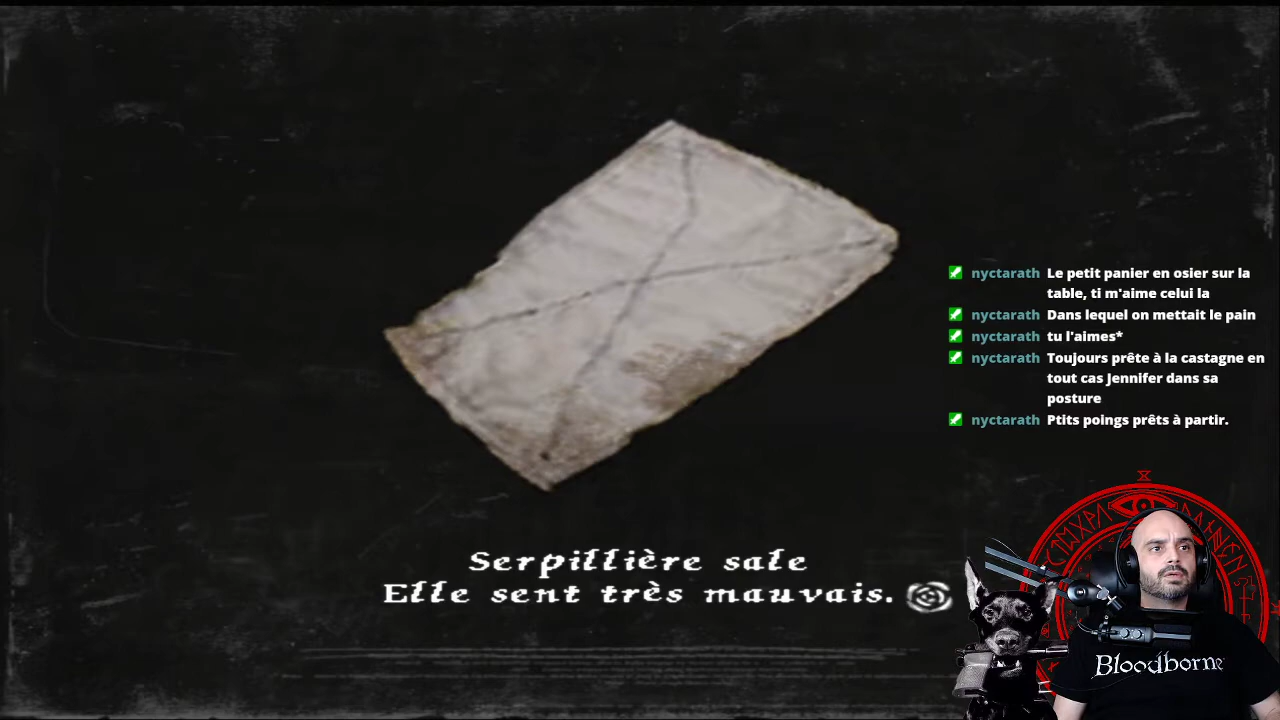 nyctarath Le petit panier en osier sur la
table, ti m'aime celui la
nyctarath Dans lequel on mettait le pain
nyctarath tu l'aimes*
nyctarath Toujours prête à la castagne en
tout cas Jennifer dans sa
posture
nyctarath Ptits poings prêts à partir.
Serpillière sale
Elle sent très mauvais.
Bloodborne